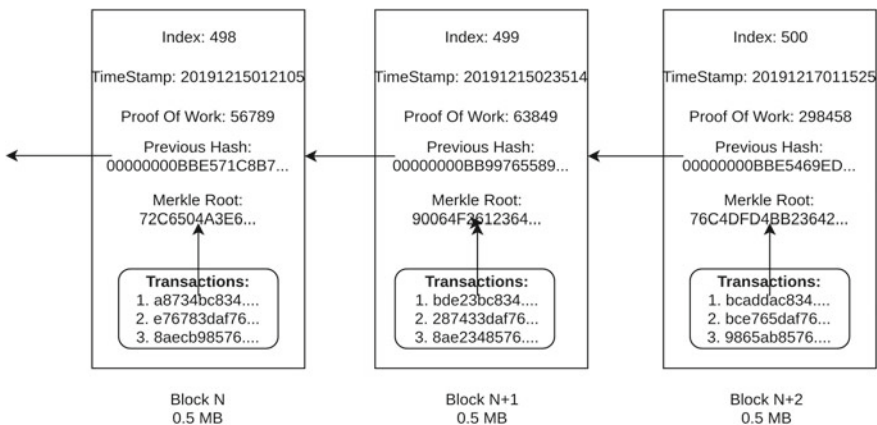 Index: 498
TimeStamp: 20191215012105
Proof Of Work: 56789
Previous Hash:
00000000BBE571C8B7...
Merkle Root:
72C6504A3E6...
Transactions:
1. a8734bc834....
2. e76783daf76...
3. 8aecb98576....
Block N
0.5 MB
Index: 499
TimeStamp: 20191215023514
Proof Of Work: 63849
Previous Hash:
00000000BB99765589...
Merkle Root:
90064F2612364...
Transactions:
1. bde23bc834....
2. 287433daf76...
3. 8ae2348576....
Block N+1
0.5 MB
Index: 500
TimeStamp: 20191217011525
Proof Of Work: 298458
Previous Hash:
00000000BBE5469ED...
Merkle Root:
76C4DFD4BB23642...
Transactions:
1. bcaddac834....
2. bce765daf76...
3. 9865ab8576....
Block N+2
0.5 MB